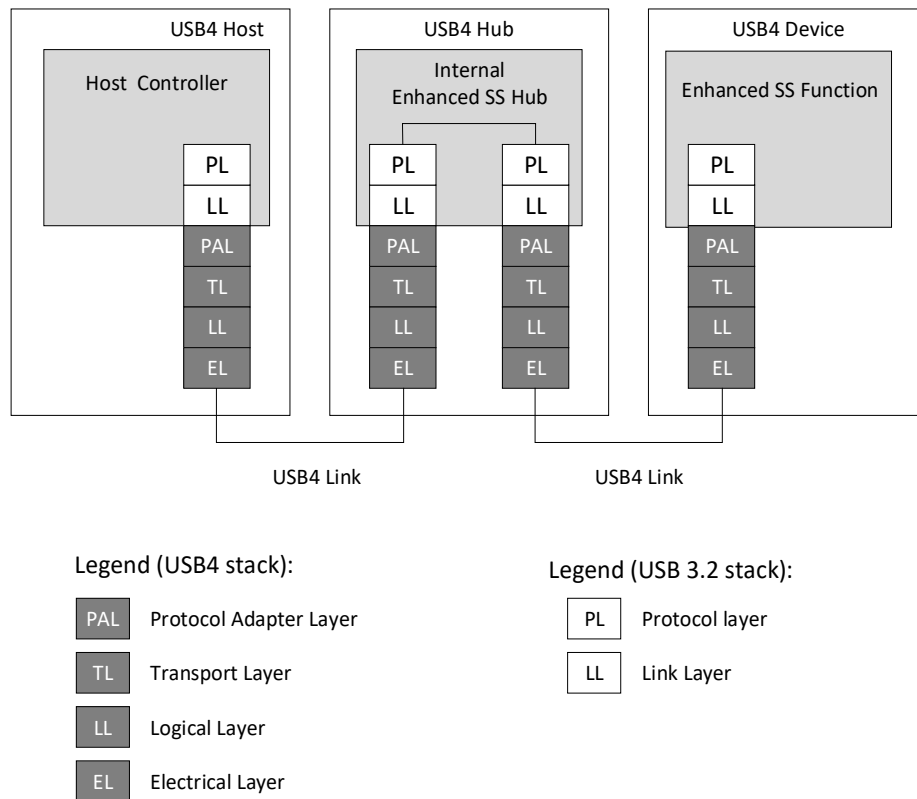 USB4 Host
USB4 Hub
USB4 Device
Host Controller
Internal
Enhanced SS Hub
Enhanced SS Function
PL
PL
PL
PL
LL
LL
LL
LL
PAL
PAL
PAL
PAL
TL
TL
TL
TL
LL
LL
LL
LL
EL
EL
EL
EL
USB4 Link
USB4 Link
Legend (USB4 stack):
PAL Protocol Adapter Layer
TL Transport Layer
LL Logical Layer
EL Electrical Layer
Legend (USB 3.2 stack):
PL Protocol layer
LL Link Layer